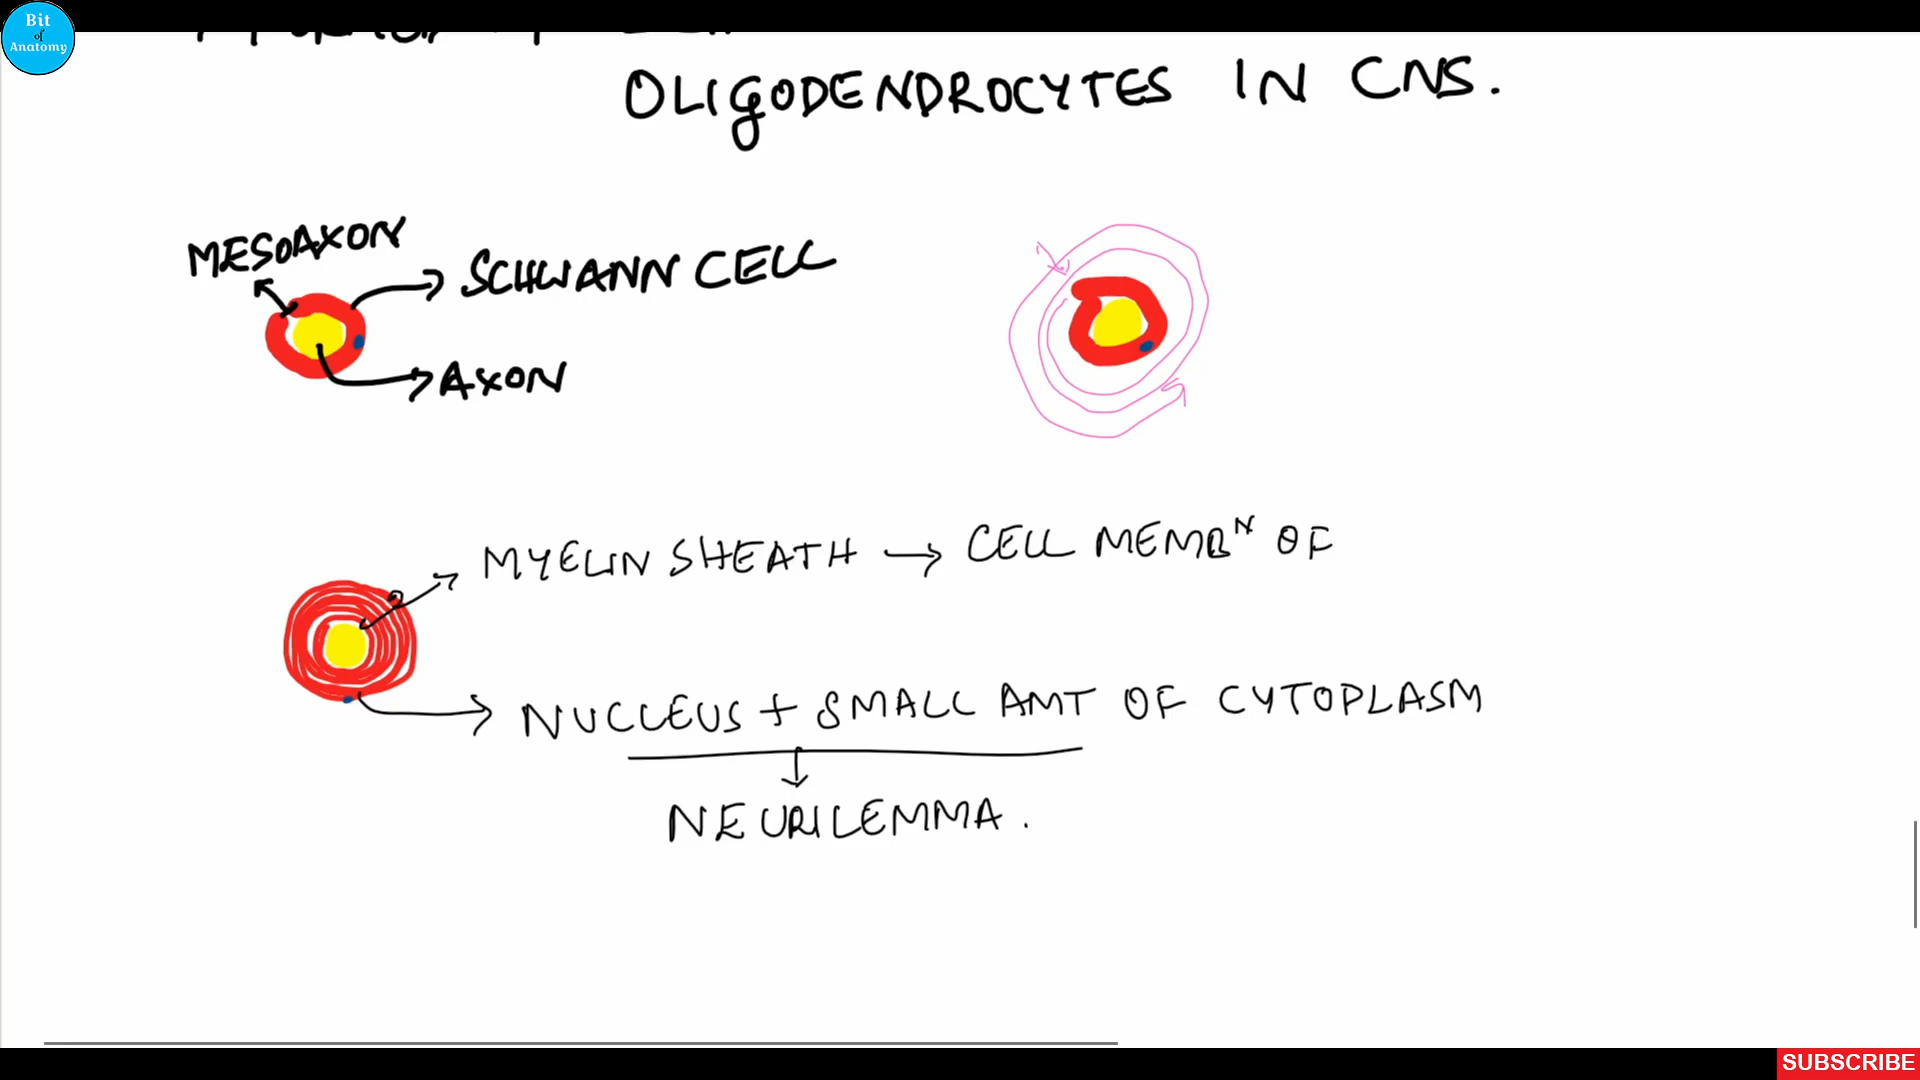 Bit
of
Anatomy
OLIGODENDROCYTES IN CNS.
MESOAXON
SCHWANN CELL
AXON
MYELIN SHEATH → CELL MEMBᴺ OF
NUCLEUS + SMALL AMT OF CYTOPLASM
NEURILEMMA.
SUBSCRIBE